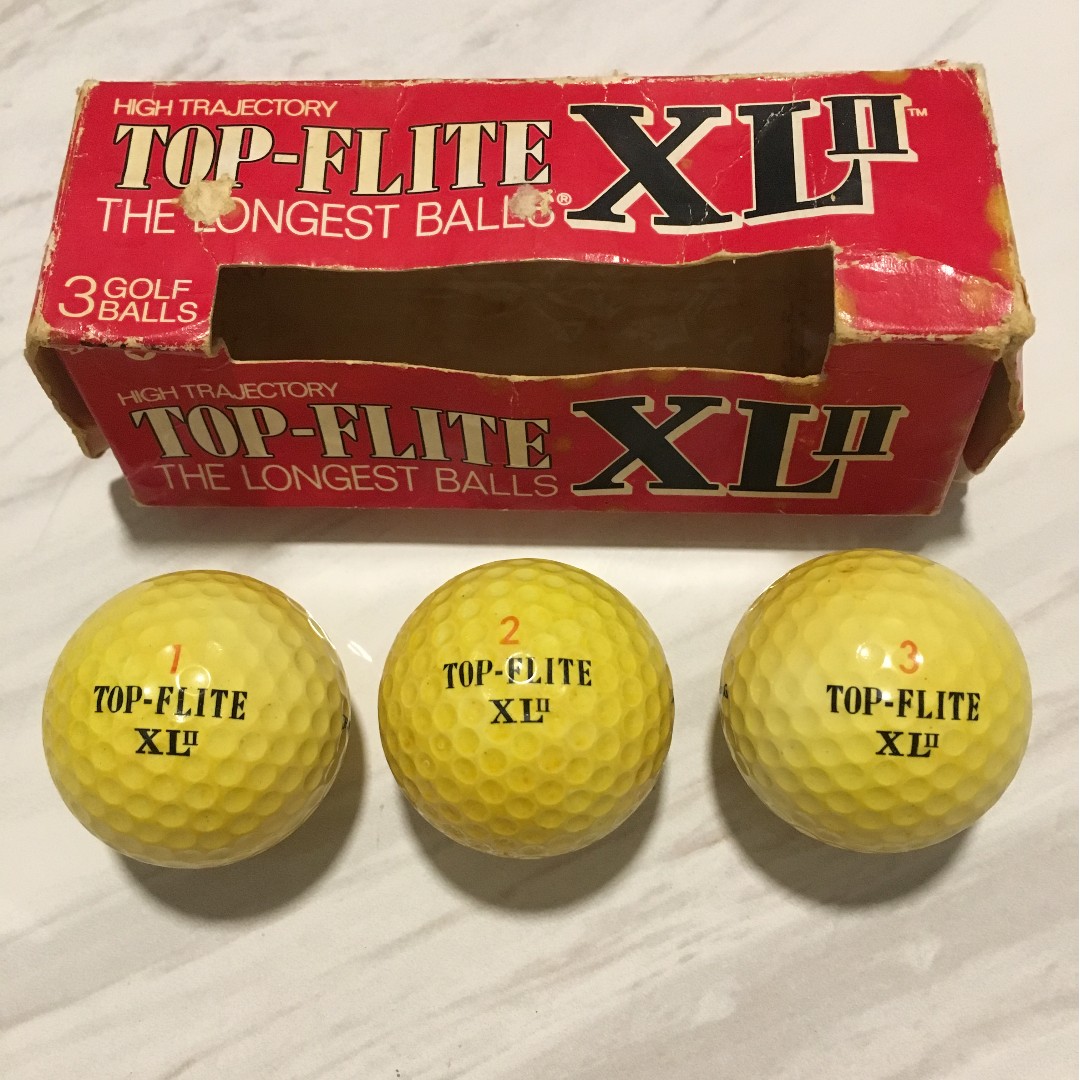 HIGH TRAJECTORY
TOP-FLITE XLII™
THE LONGEST BALLS®
3 GOLF BALLS
HIGH TRAJECTORY
TOP-FLITE XLII
THE LONGEST BALLS
1
TOP-FLITE
XLII
2
TOP-FLITE
XLII
3
TOP-FLITE
XLII